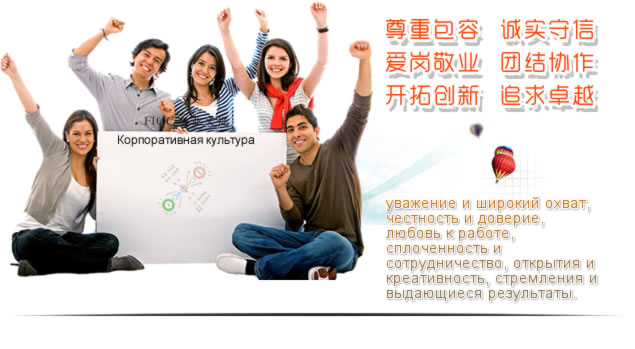 尊重包容 诚实守信
爱岗敬业 团结协作
开拓创新 追求卓越
Корпоративная культура
уважение и широкий охват,
честность и доверие,
любовь к работе,
сплоченность и
сотрудничество, открытия и
креативность, стремления и
выдающиеся результаты.